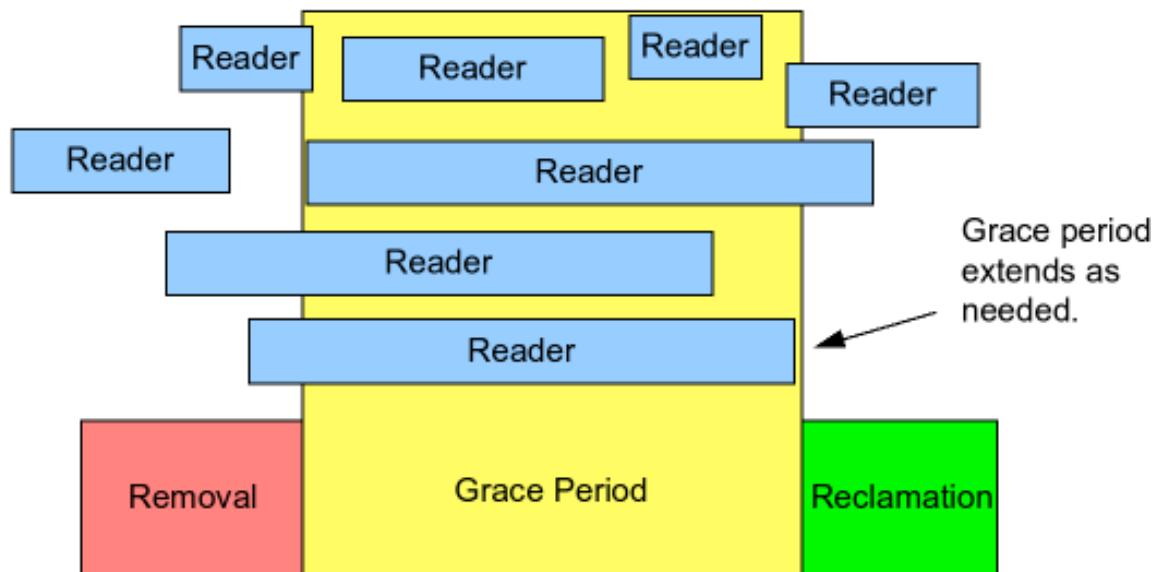 Reader
Reader
Reader
Reader
Reader
Reader
Reader
Reader
Grace period
extends as
needed.
Removal
Grace Period
Reclamation